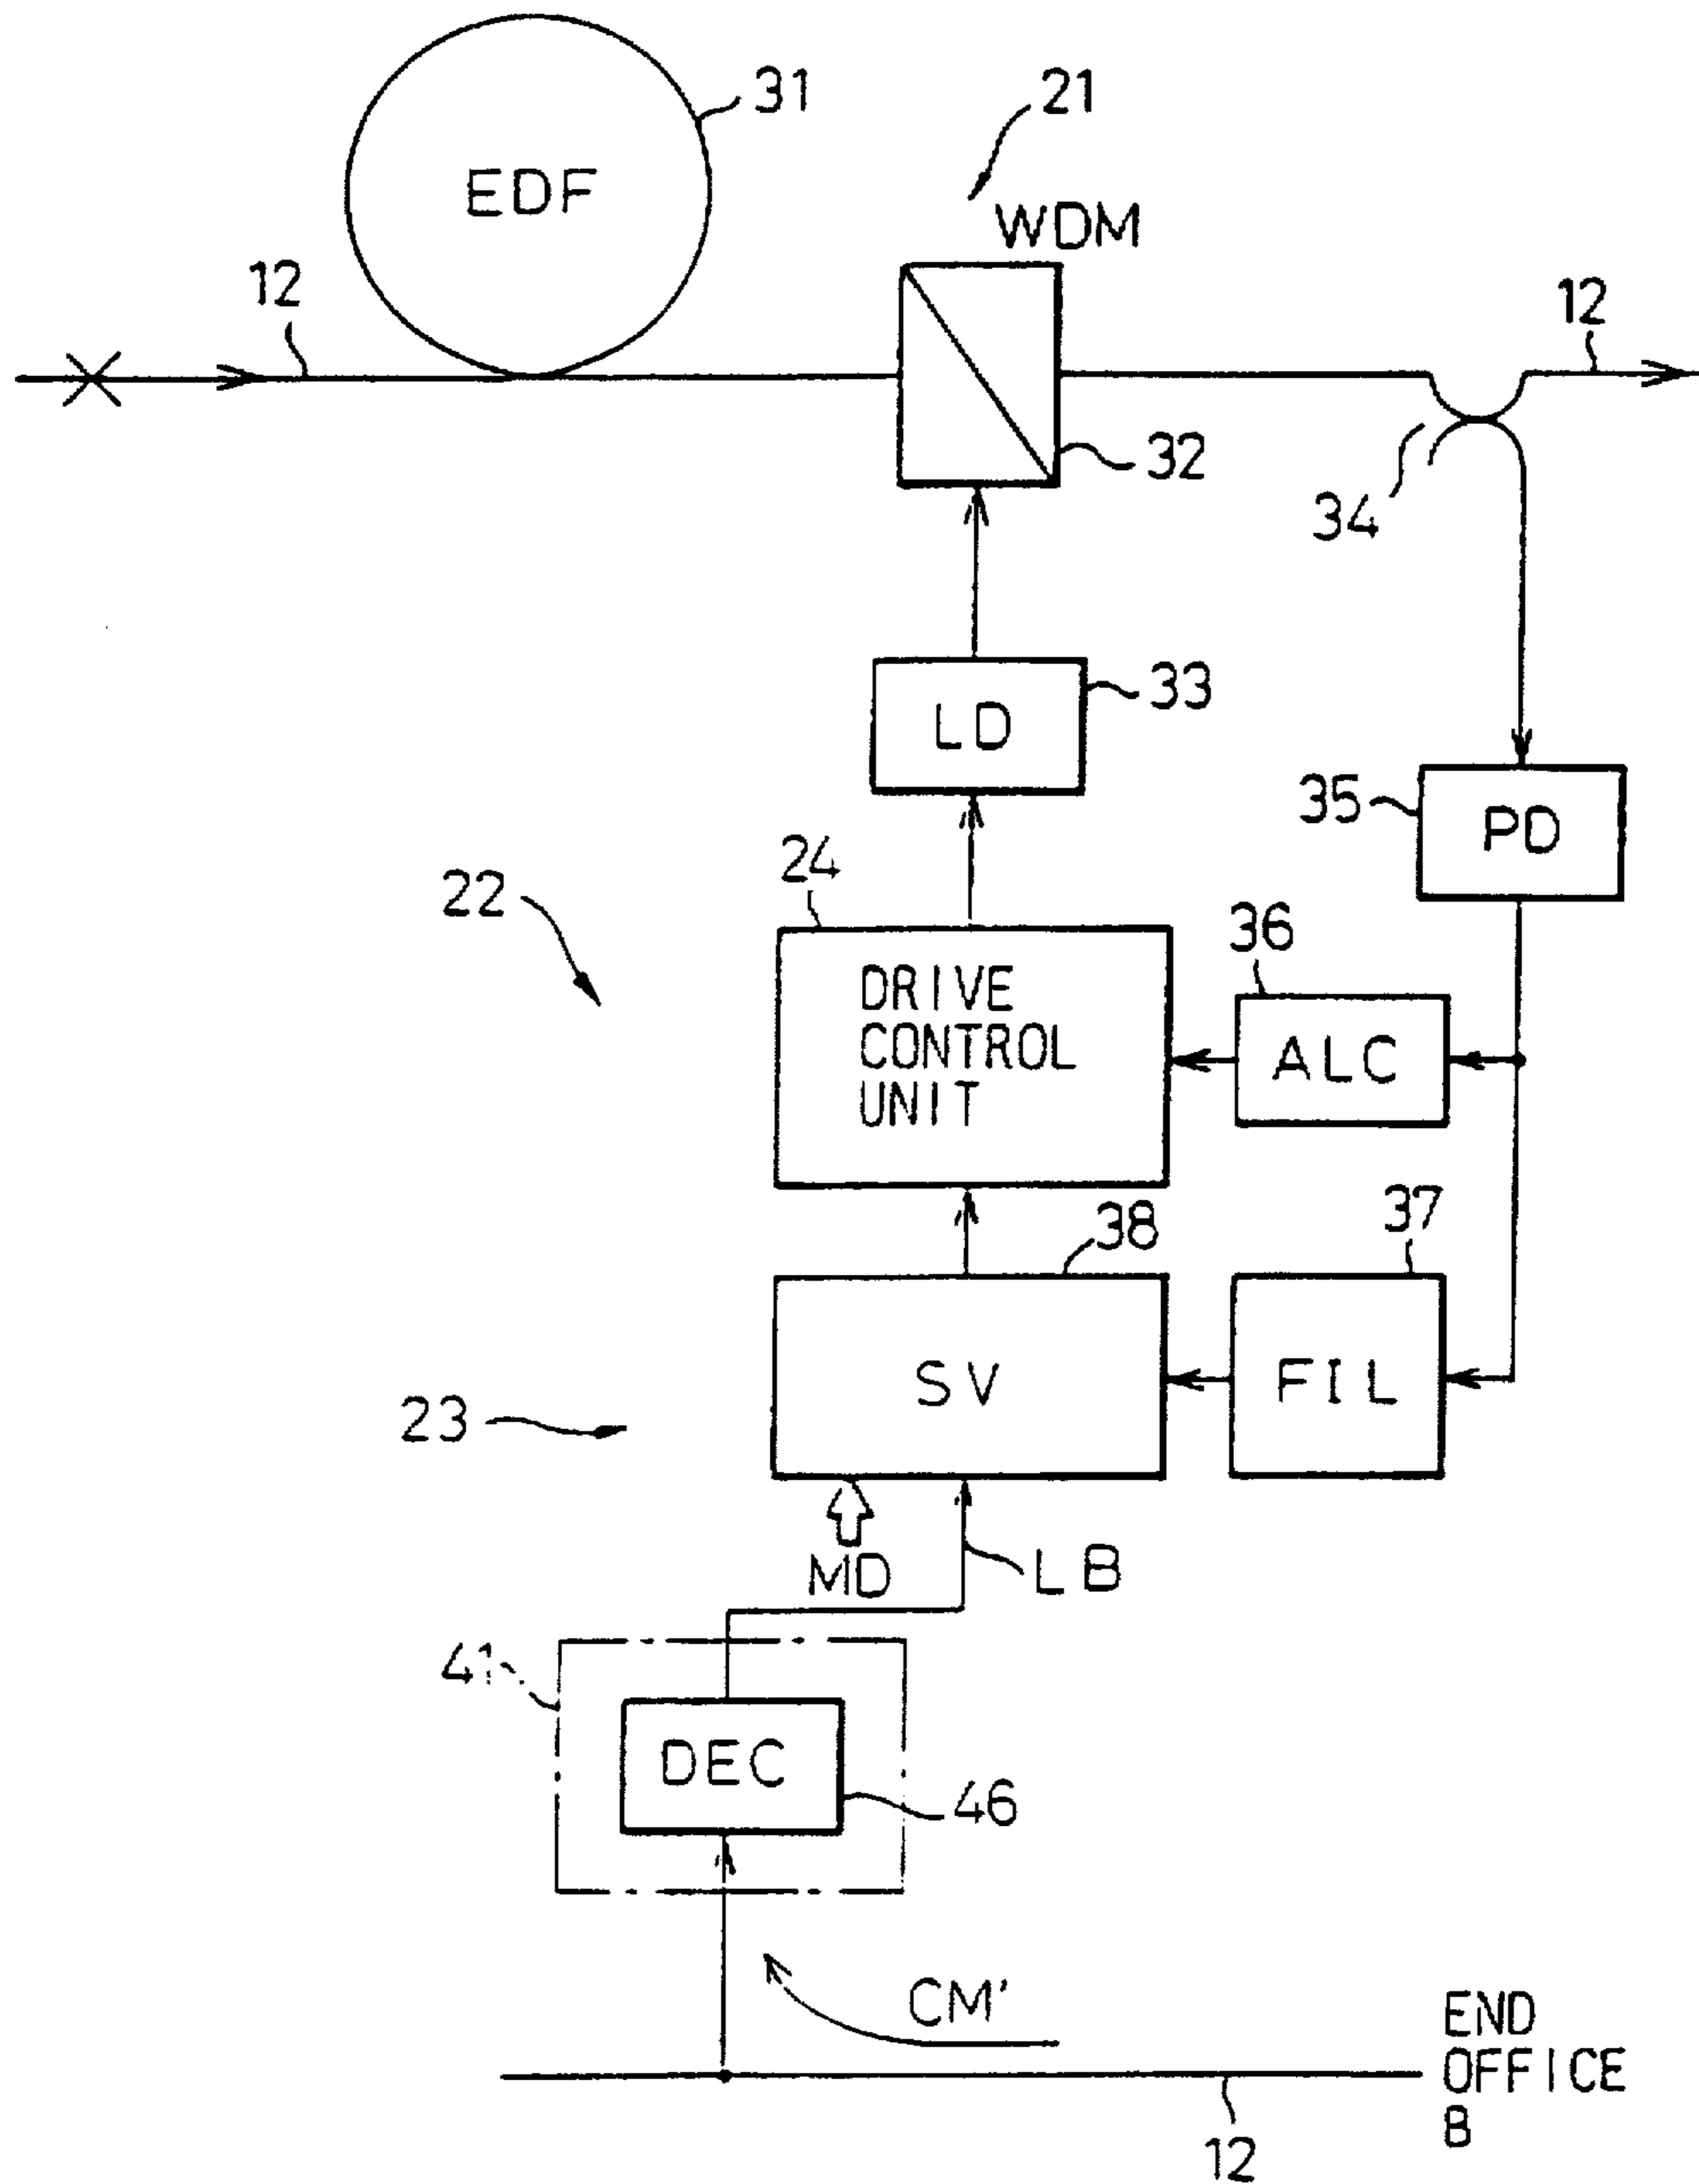 31
21
EDF
WDM
12
12
32
34
33
LD
35
PD
24
22
36
DRIVE
CONTROL
UNIT
ALC
38
37
SV
FIL
23
MD
LB
41
DEC
46
CM'
END
OFFICE
B
12